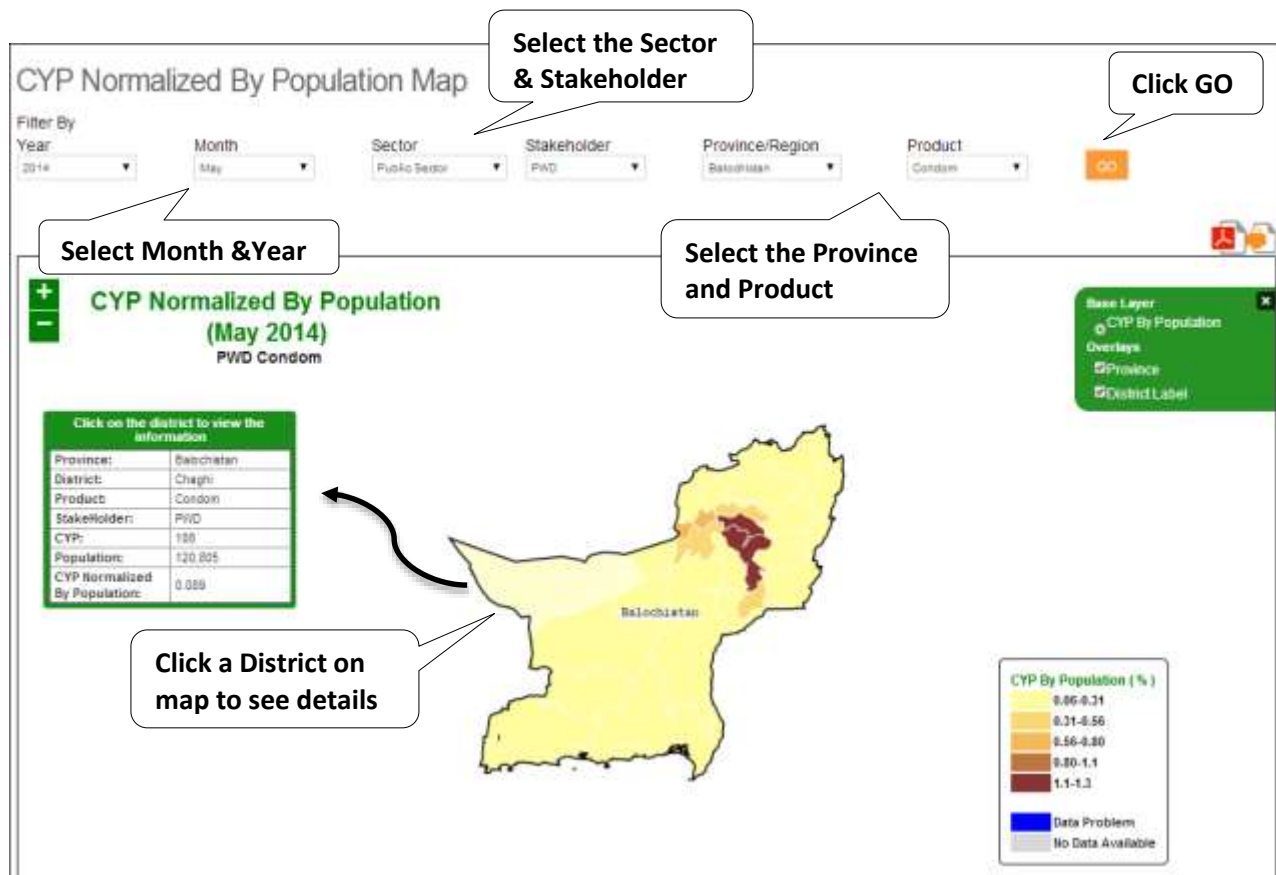 Select the Sector
& Stakeholder
Click GO
CYP Normalized By Population Map
Filter By
Year
Month
Sector
Stakeholder
Province/Region
Product
2014
May
Public Sector
PWD
Balochistan
Condom
GO
Select Month &Year
Select the Province
and Product
+
−
CYP Normalized By Population
(May 2014)
PWD Condom
Base Layer
CYP By Population
Overlays
Province
District Label
Click on the district to view the
information
Province: Balochistan
District: Chaghi
Product: Condom
StakeHolder: PWD
CYP:
Population: 120,805
CYP Normalized
By Population: 0.089
Balochistan
Click a District on
map to see details
CYP By Population ( % )
0.06-0.31
0.31-0.56
0.56-0.80
0.80-1.1
1.1-1.3
Data Problem
No Data Available